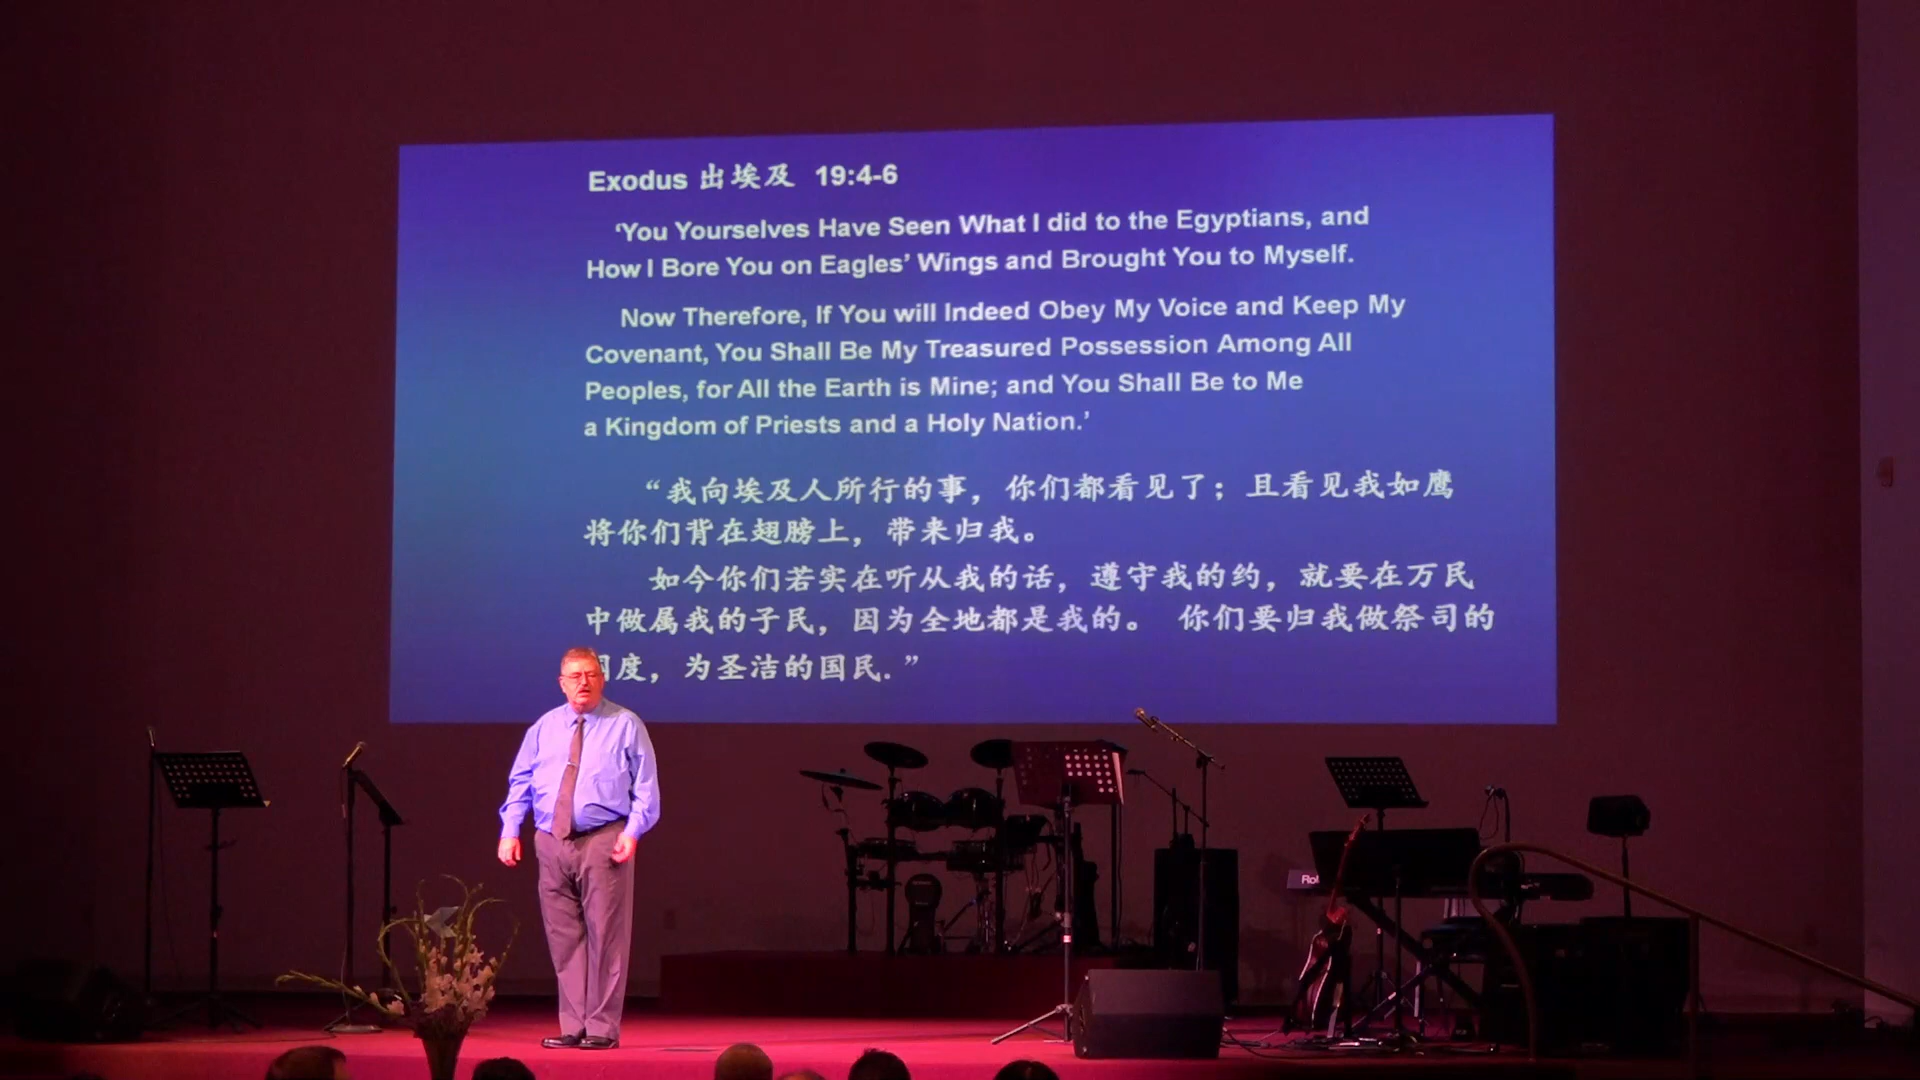 Exodus 出埃及 19:4-6
‘You Yourselves Have Seen What I did to the Egyptians, and
How I Bore You on Eagles’ Wings and Brought You to Myself.
Now Therefore, If You will Indeed Obey My Voice and Keep My
Covenant, You Shall Be My Treasured Possession Among All
Peoples, for All the Earth is Mine; and You Shall Be to Me
a Kingdom of Priests and a Holy Nation.’
“我向埃及人所行的事，你们都看见了；且看见我如鹰
将你们背在翅膀上，带来归我。
如今你们若实在听从我的话，遵守我的约，就要在万民
中做属我的子民，因为全地都是我的。 你们要归我做祭司的
国度，为圣洁的国民.”